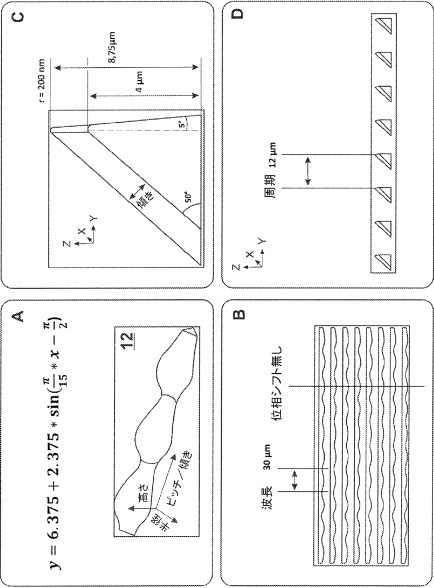 A
y = 6.375 + 2.375 * sin(π/15 * x − π/2)
12
高さ
ピッチ/傾き
半径
B
波長 30 μm
位相シフト無し
C
r = 200 nm
8,75μm
4 μm
傾き
50°
5°
Z
X
Y
D
周期 12 μm
Z
X
Y